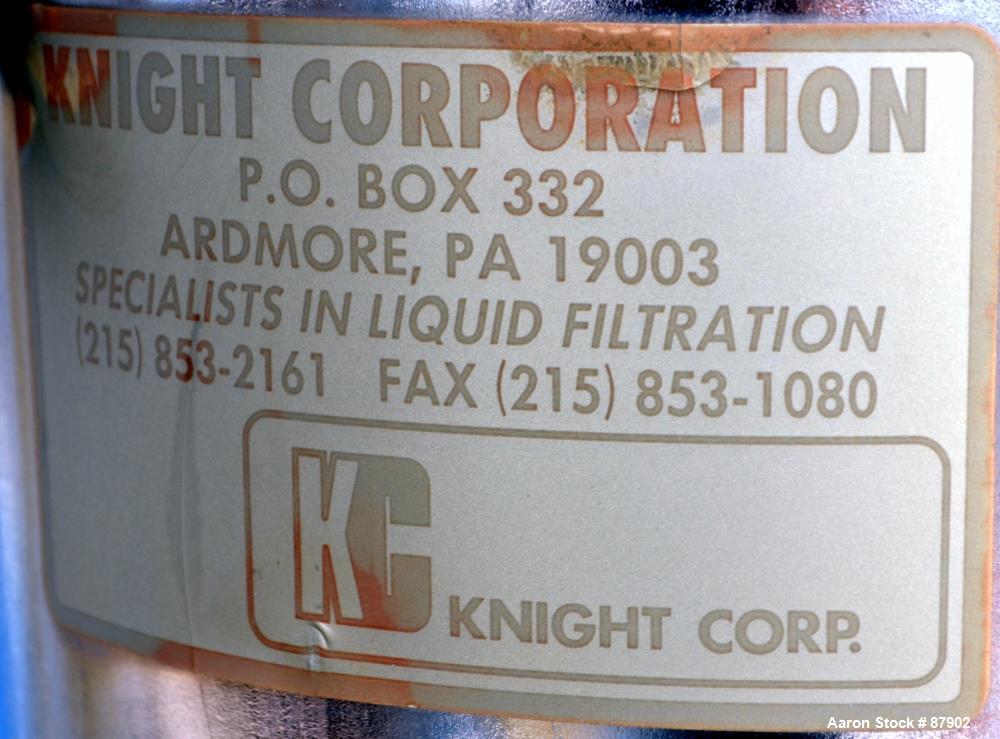 KNIGHT CORPORATION
P.O. BOX 332
ARDMORE, PA 19003
SPECIALISTS IN LIQUID FILTRATION
(215) 853-2161 FAX (215) 853-1080
KC KNIGHT CORP.
Aaron Stock # 87902